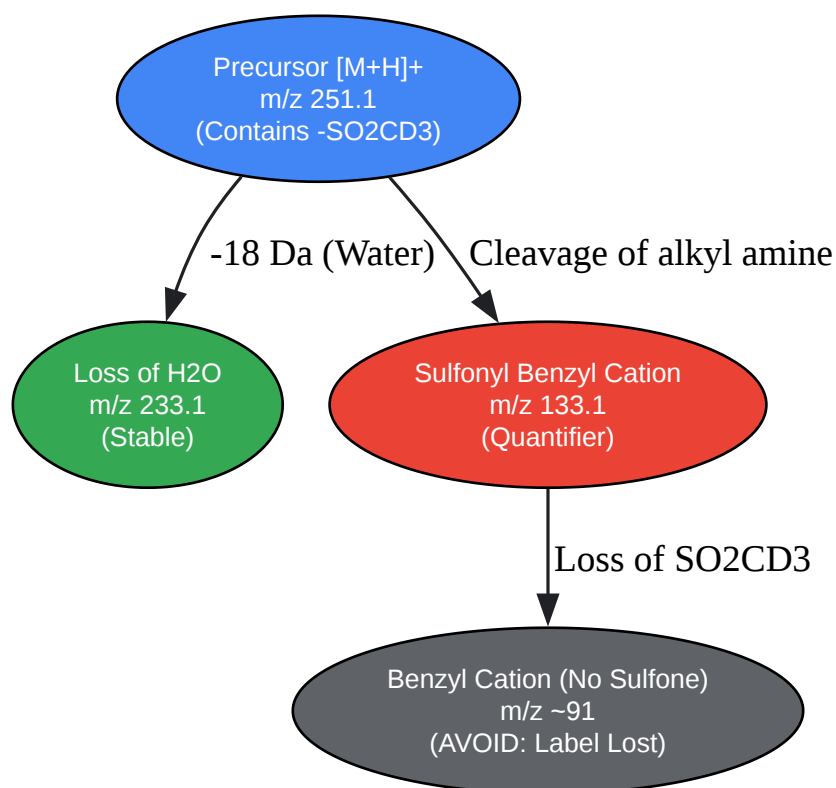 Precursor [M+H]+
m/z 251.1
(Contains -SO2CD3)
-18 Da (Water)
Cleavage of alkyl amine
Loss of H2O
m/z 233.1
(Stable)
Sulfonyl Benzyl Cation
m/z 133.1
(Quantifier)
Loss of SO2CD3
Benzyl Cation (No Sulfone)
m/z ~91
(AVOID: Label Lost)